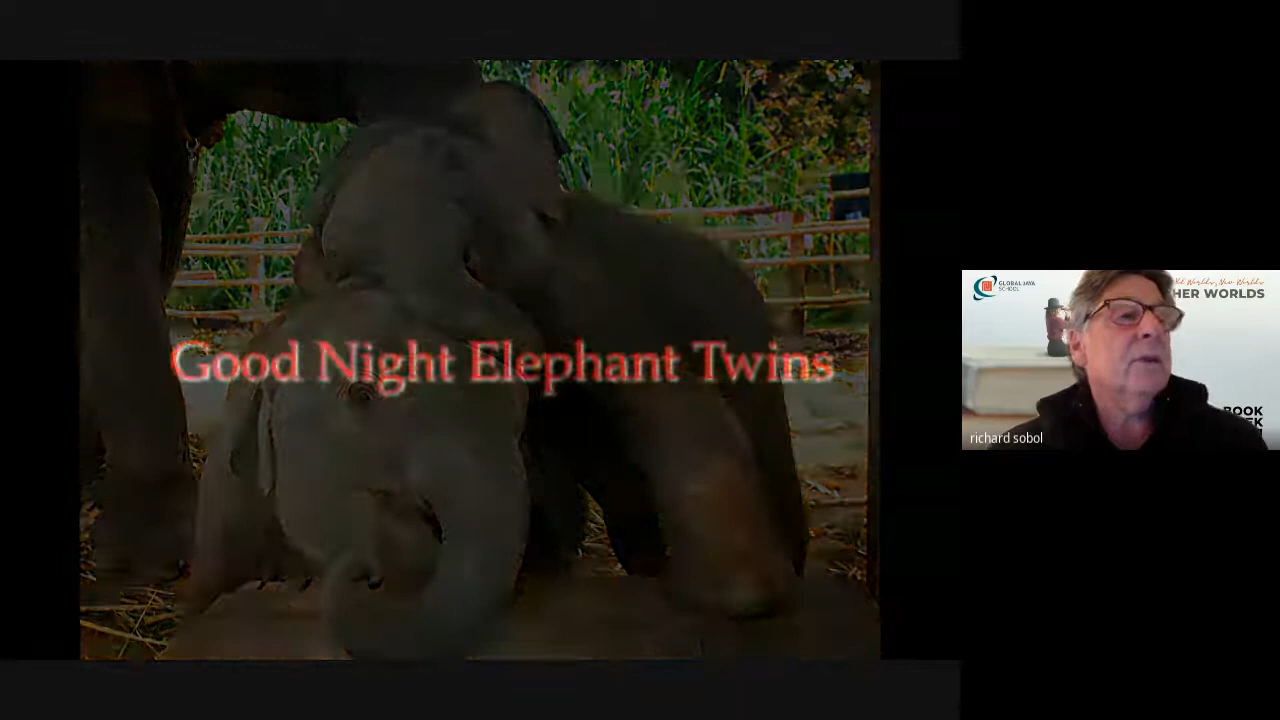 Good Night Elephant Twins
GLOBAL JAYA
SCHOOL
HER WORLDS
BOOK
richard sobol